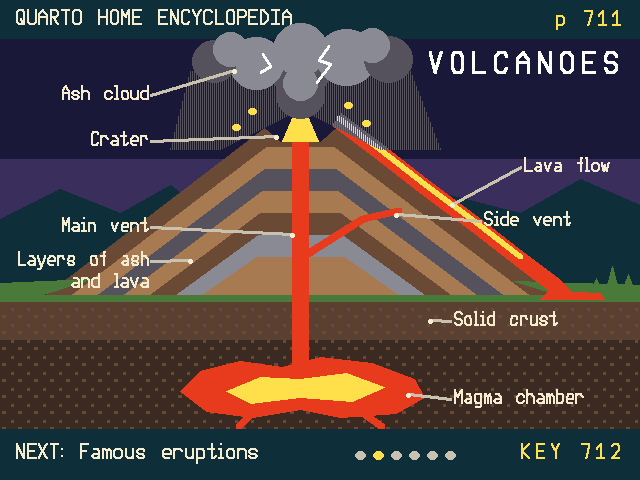 QUARTO HOME ENCYCLOPEDIA
p 711
VOLCANOES
Ash cloud
Crater
Lava flow
Main vent
Side vent
Layers of ash
and lava
Solid crust
Magma chamber
NEXT: Famous eruptions
KEY 712